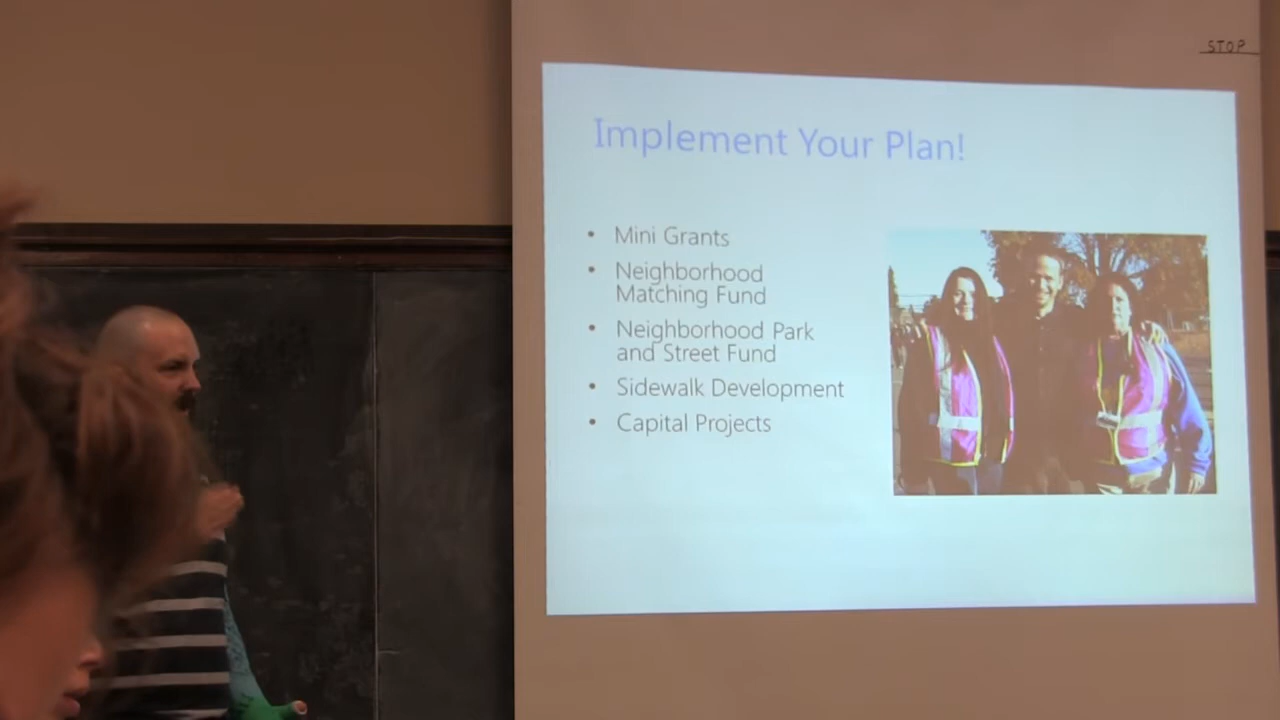 STOP
Implement Your Plan!
• Mini Grants
• Neighborhood
Matching Fund
• Neighborhood Park
and Street Fund
• Sidewalk Development
• Capital Projects